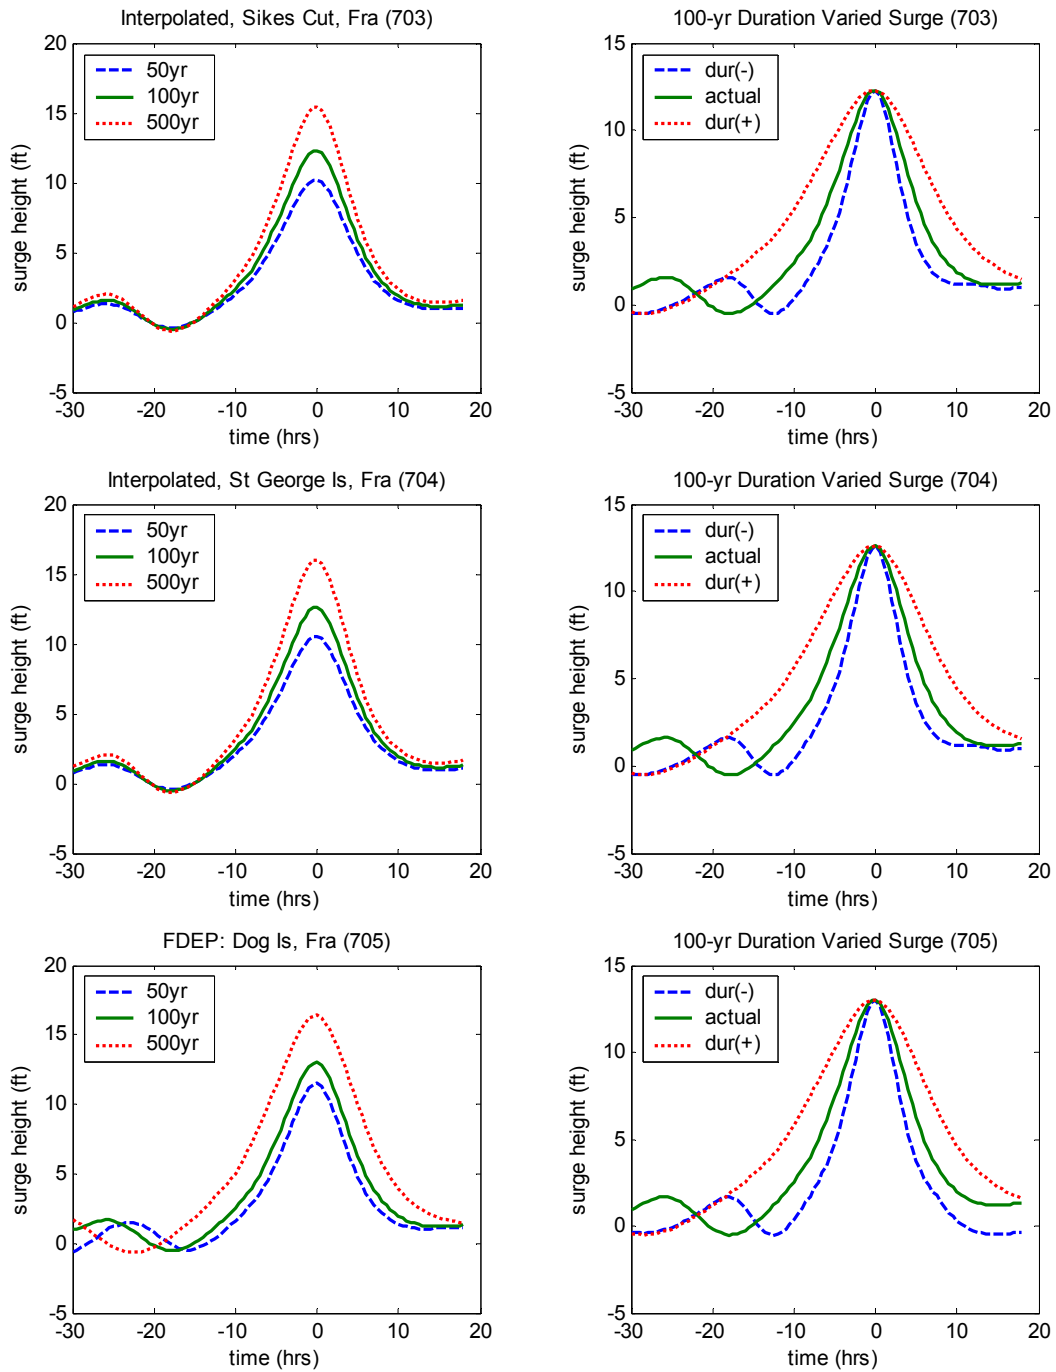 Interpolated, Sikes Cut, Fra (703)
20
15
10
5
0
-5
surge height (ft)
50yr
100yr
500yr
-30 -20 -10 0 10 20
time (hrs)
100-yr Duration Varied Surge (703)
15
10
5
0
-5
surge height (ft)
dur(-)
actual
dur(+)
-30 -20 -10 0 10 20
time (hrs)
Interpolated, St George Is, Fra (704)
20
15
10
5
0
-5
surge height (ft)
50yr
100yr
500yr
-30 -20 -10 0 10 20
time (hrs)
100-yr Duration Varied Surge (704)
15
10
5
0
-5
surge height (ft)
dur(-)
actual
dur(+)
-30 -20 -10 0 10 20
time (hrs)
FDEP: Dog Is, Fra (705)
20
15
10
5
0
-5
surge height (ft)
50yr
100yr
500yr
-30 -20 -10 0 10 20
time (hrs)
100-yr Duration Varied Surge (705)
15
10
5
0
-5
surge height (ft)
dur(-)
actual
dur(+)
-30 -20 -10 0 10 20
time (hrs)